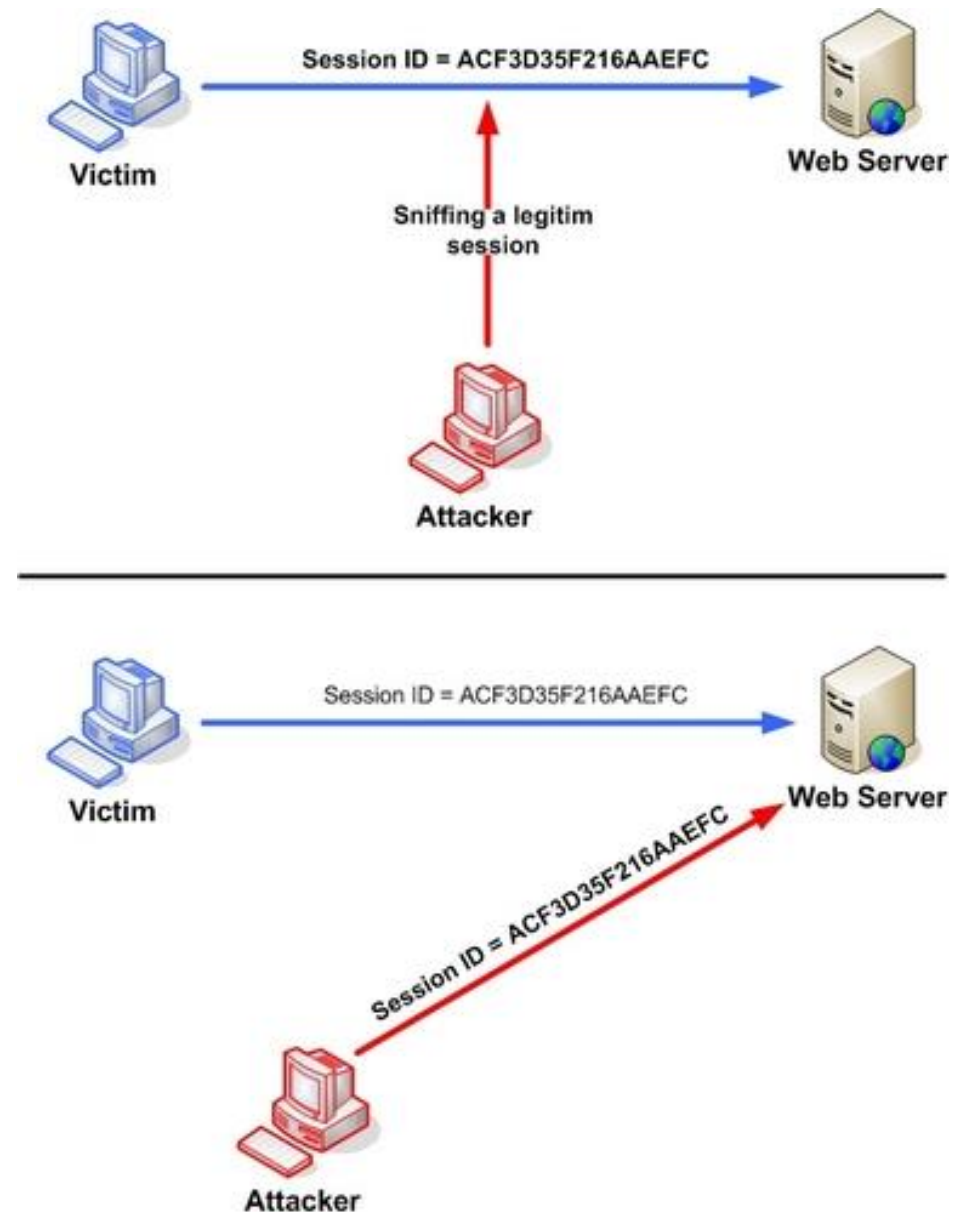 Session ID = ACF3D35F216AAEFC
Victim
Web Server
Sniffing a legitim
session
Attacker
Session ID = ACF3D35F216AAEFC
Victim
Web Server
Session ID = ACF3D35F216AAEFC
Attacker